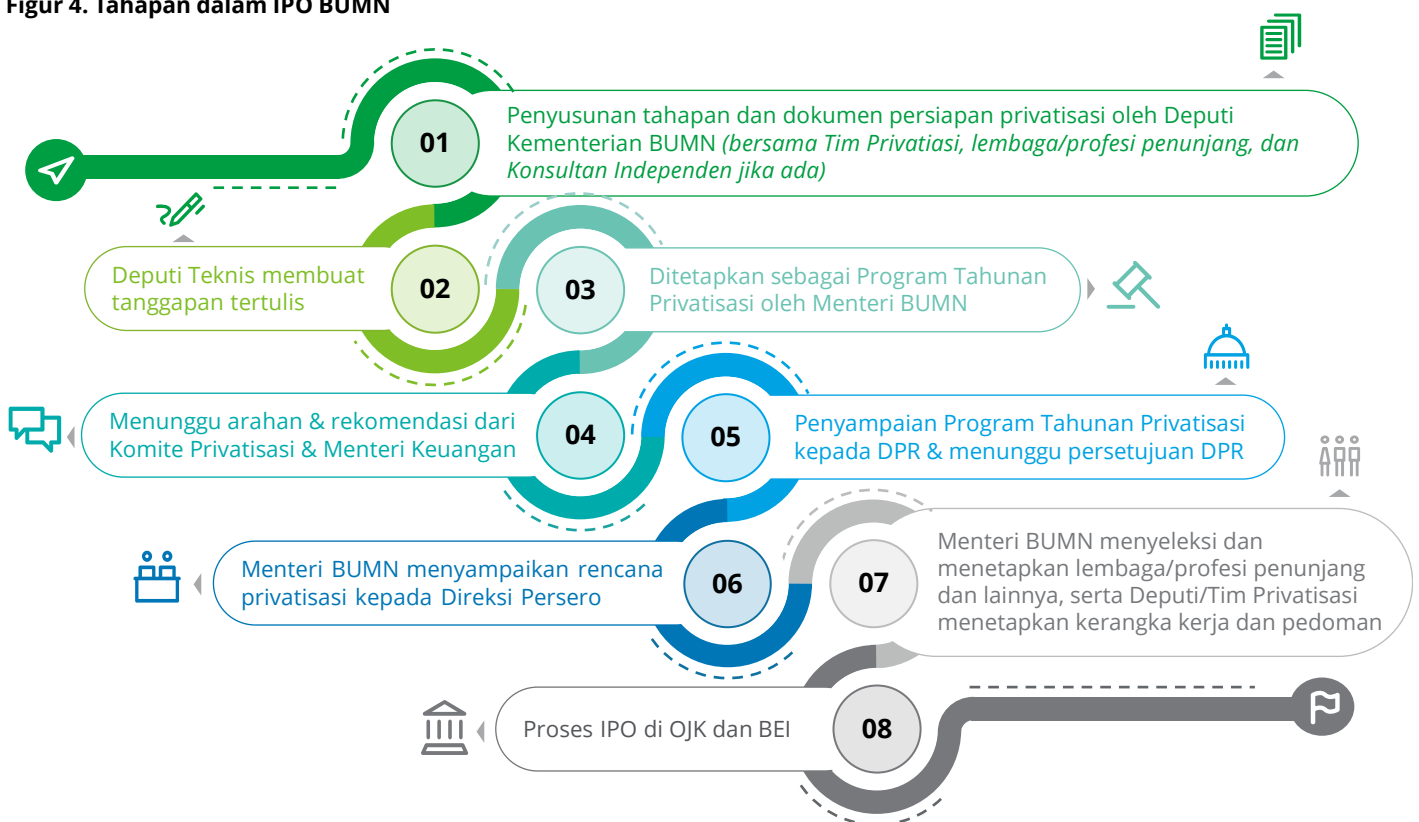 Figur 4. Tahapan dalam IPO BUMN
01
Penyusunan tahapan dan dokumen persiapan privatisasi oleh Deputi
Kementerian BUMN (bersama Tim Privatiasi, lembaga/profesi penunjang, dan
Konsultan Independen jika ada)
Deputi Teknis membuat
tanggapan tertulis
02
03
Ditetapkan sebagai Program Tahunan
Privatisasi oleh Menteri BUMN
Menunggu arahan & rekomendasi dari
Komite Privatisasi & Menteri Keuangan
04
05
Penyampaian Program Tahunan Privatisasi
kepada DPR & menunggu persetujuan DPR
Menteri BUMN menyampaikan rencana
privatisasi kepada Direksi Persero
06
07
Menteri BUMN menyeleksi dan
menetapkan lembaga/profesi penunjang
dan lainnya, serta Deputi/Tim Privatisasi
menetapkan kerangka kerja dan pedoman
Proses IPO di OJK dan BEI
08